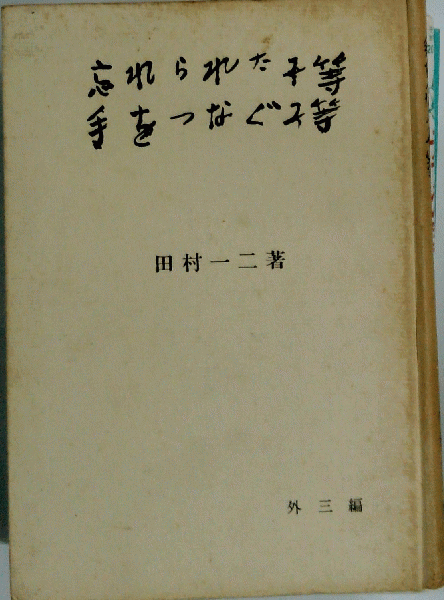 忘れられた子等
手をつなぐ子等
田村一二著
外三編